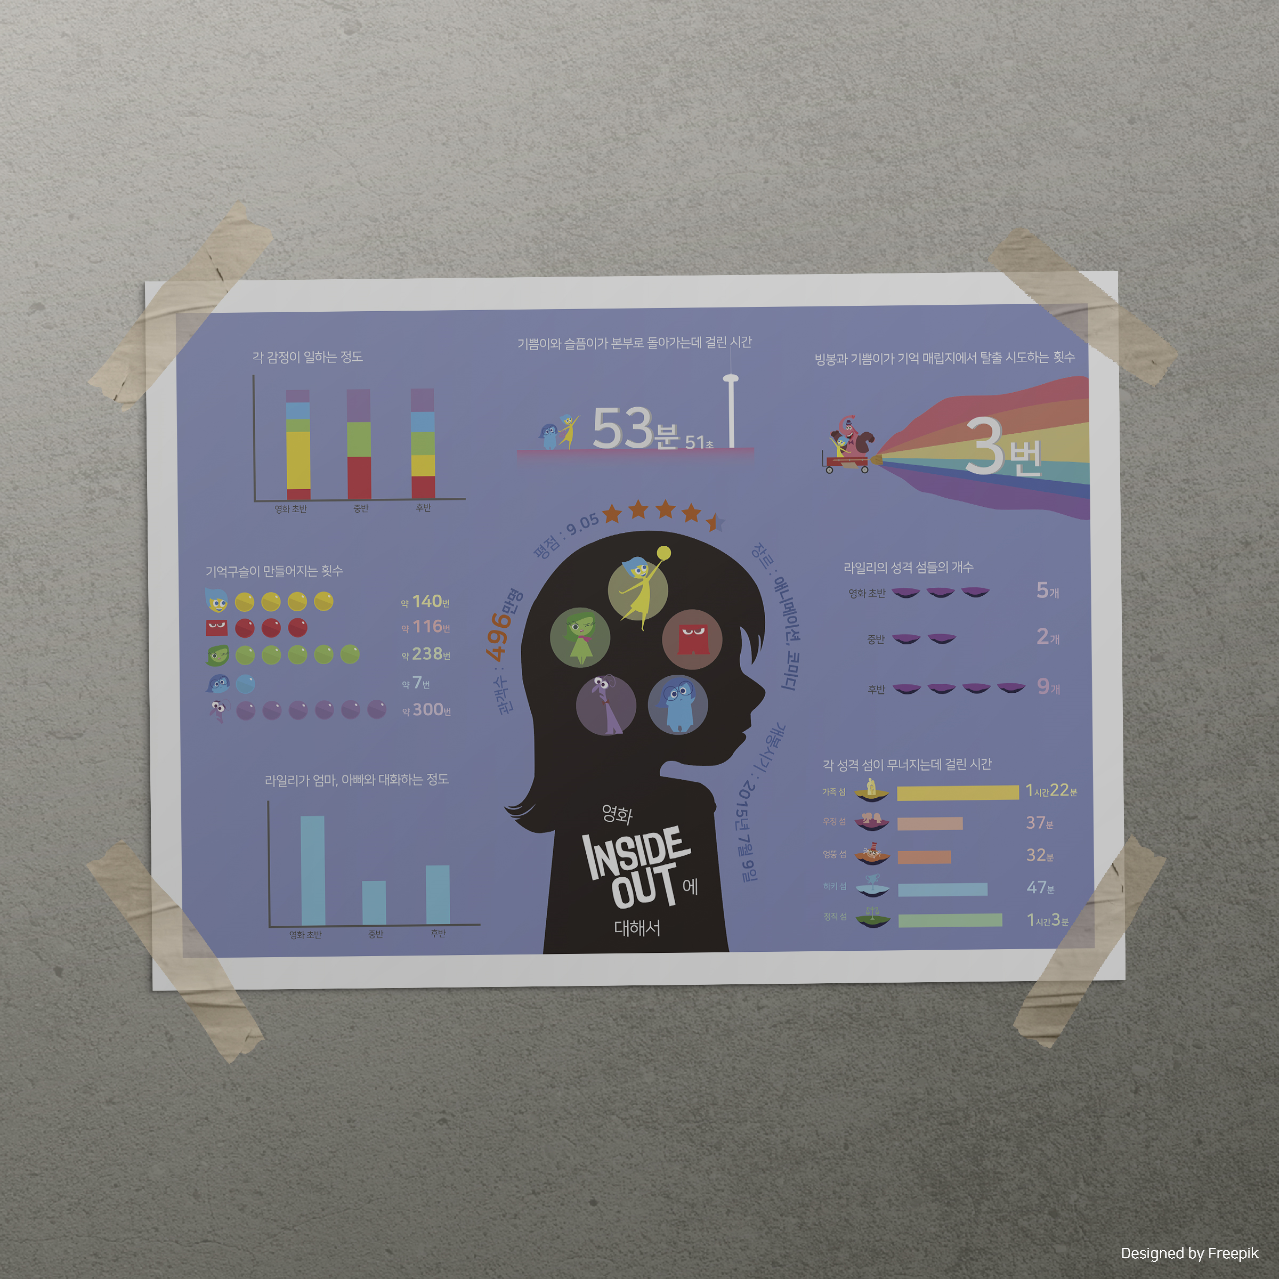 각 감정이 일하는 정도
영화 초반
중반
후반
기쁨이와 슬픔이가 본부로 돌아가는데 걸린 시간
53분 51초
빙봉과 기쁨이가 기억 매립지에서 탈출 시도하는 횟수
3번
기억구슬이 만들어지는 횟수
약 140번
약 116번
약 238번
약 7번
약 300번
관객수 : 496만명
평점 : 9.05
장르 : 애니메이션, 코미디
개봉시기 : 2015년 7월 9일
영화
INSIDE
OUT에
대해서
라일리의 성격 섬들의 개수
영화 초반 5개
중반 2개
후반 9개
라일리가 엄마, 아빠와 대화하는 정도
영화 초반
중반
후반
각 성격 섬이 무너지는데 걸린 시간
가족 섬 1시간22분
우정 섬 37분
엉뚱 섬 32분
하키 섬 47분
정직 섬 1시간3분
Designed by Freepik